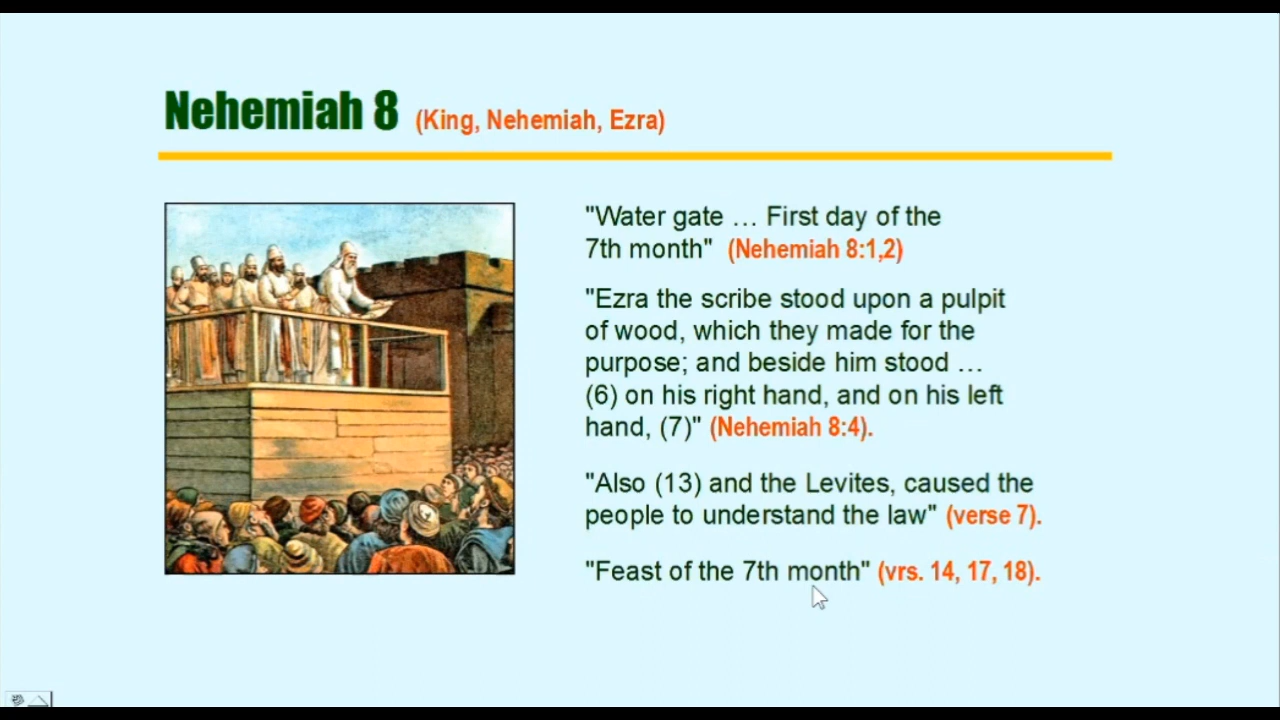 Nehemiah 8 (King, Nehemiah, Ezra)
"Water gate … First day of the
7th month" (Nehemiah 8:1,2)
"Ezra the scribe stood upon a pulpit
of wood, which they made for the
purpose; and beside him stood …
(6) on his right hand, and on his left
hand, (7)" (Nehemiah 8:4).
"Also (13) and the Levites, caused the
people to understand the law" (verse 7).
"Feast of the 7th month" (vrs. 14, 17, 18).